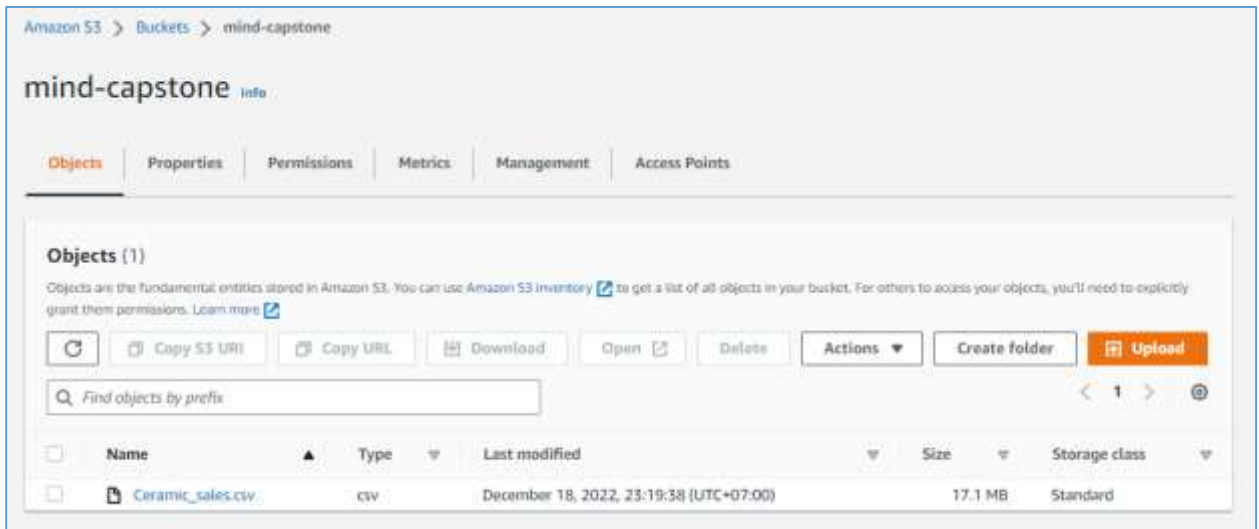 Amazon S3 > Buckets > mind-capstone
mind-capstone Info
Objects Properties Permissions Metrics Management Access Points
Objects (1)
Objects are the fundamental entities stored in Amazon S3. You can use Amazon S3 inventory to get a list of all objects in your bucket. For others to access your objects, you'll need to explicitly
grant them permissions. Learn more
Copy S3 URI Copy URL Download Open Delete Actions Create folder Upload
Find objects by prefix < 1 >
Name Type Last modified Size Storage class
Ceramic_sales.csv csv December 18, 2022, 23:19:38 (UTC+07:00) 17.1 MB Standard